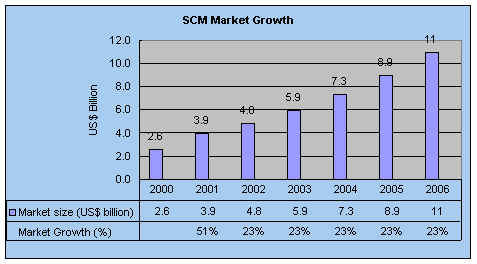 SCM Market Growth
12.0
10.0
8.0
6.0
4.0
2.0
0.0
US$ Billion
2.6
3.9
4.0
5.9
7.3
8.9
11
2000 2001 2002 2003 2004 2005 2006
Market size (US$ billion) 2.6 3.9 4.8 5.9 7.3 8.9 11
Market Growth (%) 51% 23% 23% 23% 23% 23%